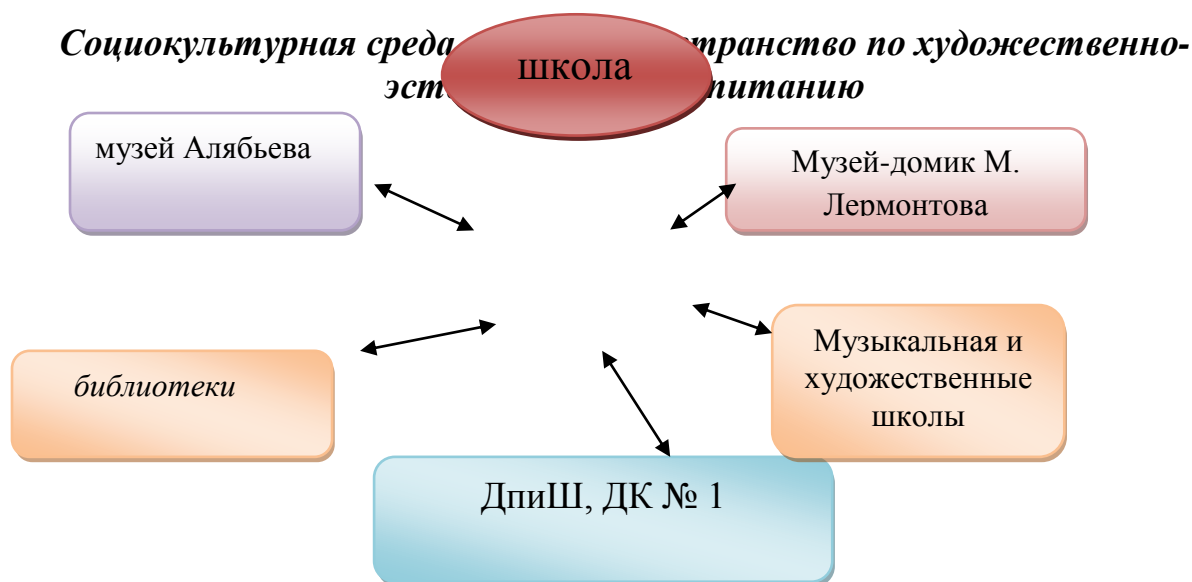 Социокультурная среда транство по художественно-
школа
эст питанию
музей Алябьева
Музей-домик М.
Лермонтова
библиотеки
Музыкальная и
художественные
школы
ДпиШ, ДК № 1